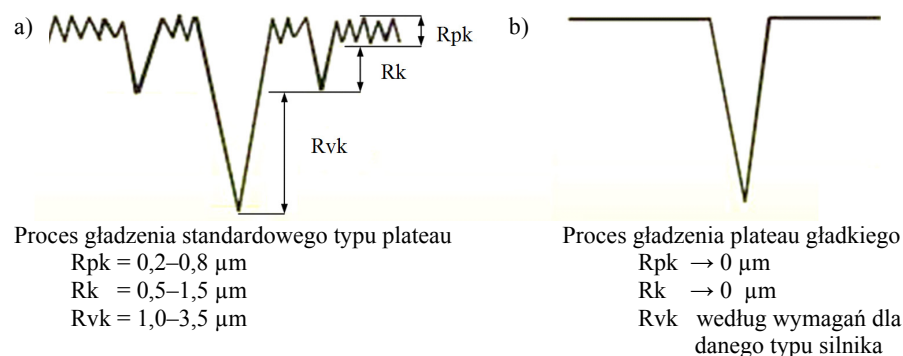 a)
Rpk
Rk
Rvk
Proces gładzenia standardowego typu plateau
Rpk = 0,2–0,8 µm
Rk = 0,5–1,5 µm
Rvk = 1,0–3,5 µm
b)
Proces gładzenia plateau gładkiego
Rpk → 0 µm
Rk → 0 µm
Rvk według wymagań dla
danego typu silnika